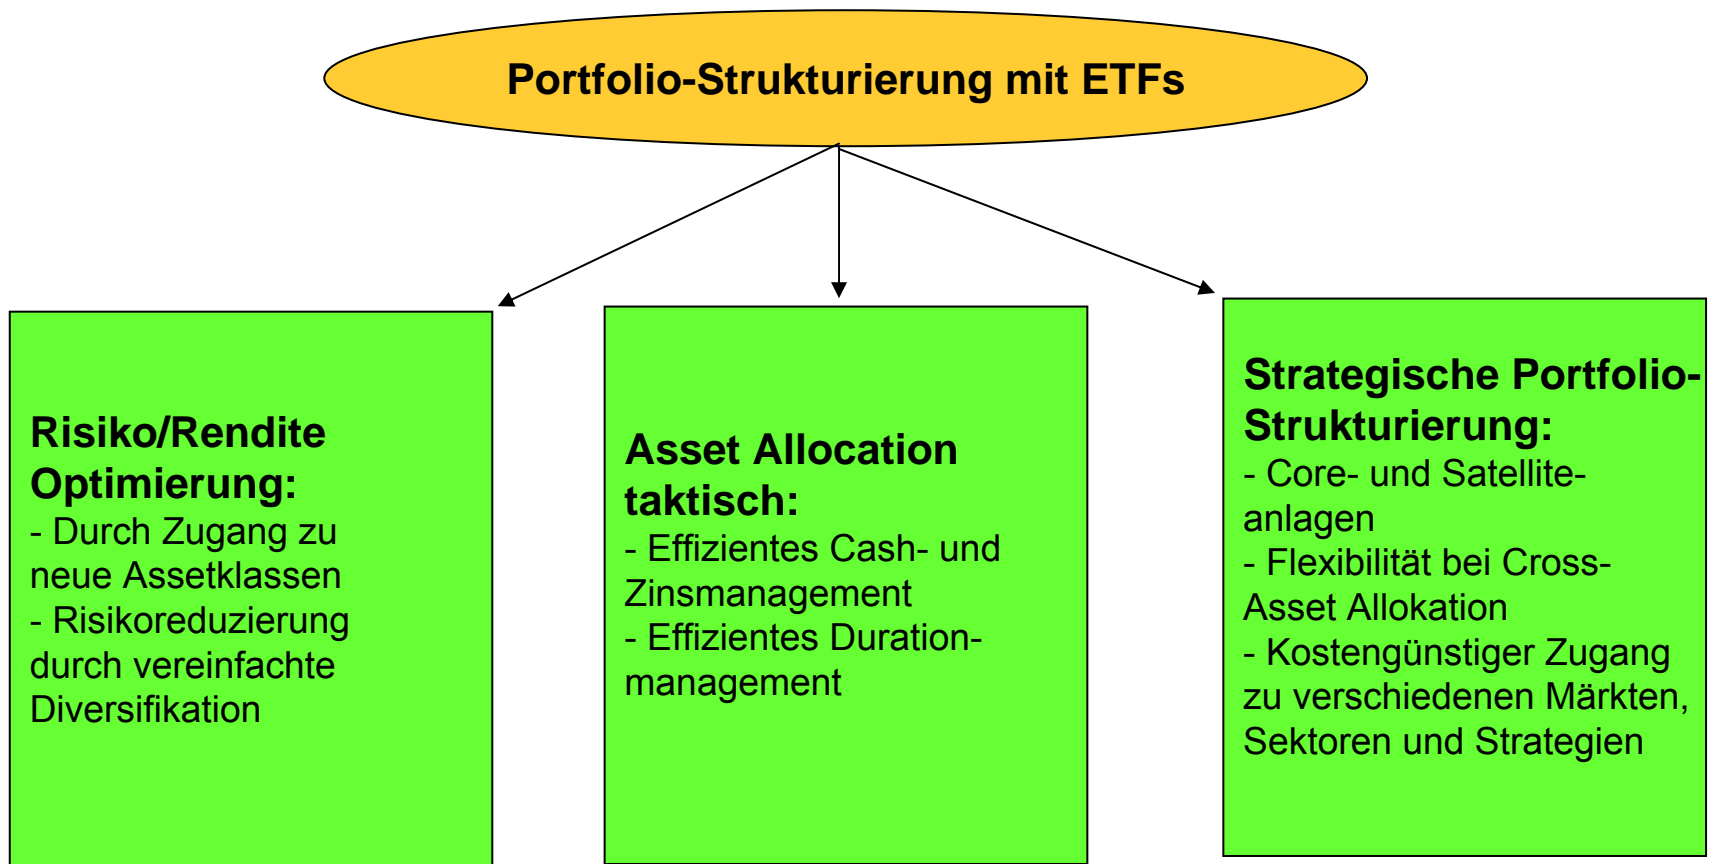 Portfolio-Strukturierung mit ETFs
Risiko/Rendite
Optimierung:
- Durch Zugang zu
neue Assetklassen
- Risikoreduzierung
durch vereinfachte
Diversifikation
Asset Allocation
taktisch:
- Effizientes Cash- und
Zinsmanagement
- Effizientes Duration-
management
Strategische Portfolio-
Strukturierung:
- Core- und Satellite-
anlagen
- Flexibilität bei Cross-
Asset Allokation
- Kostengünstiger Zugang
zu verschiedenen Märkten,
Sektoren und Strategien